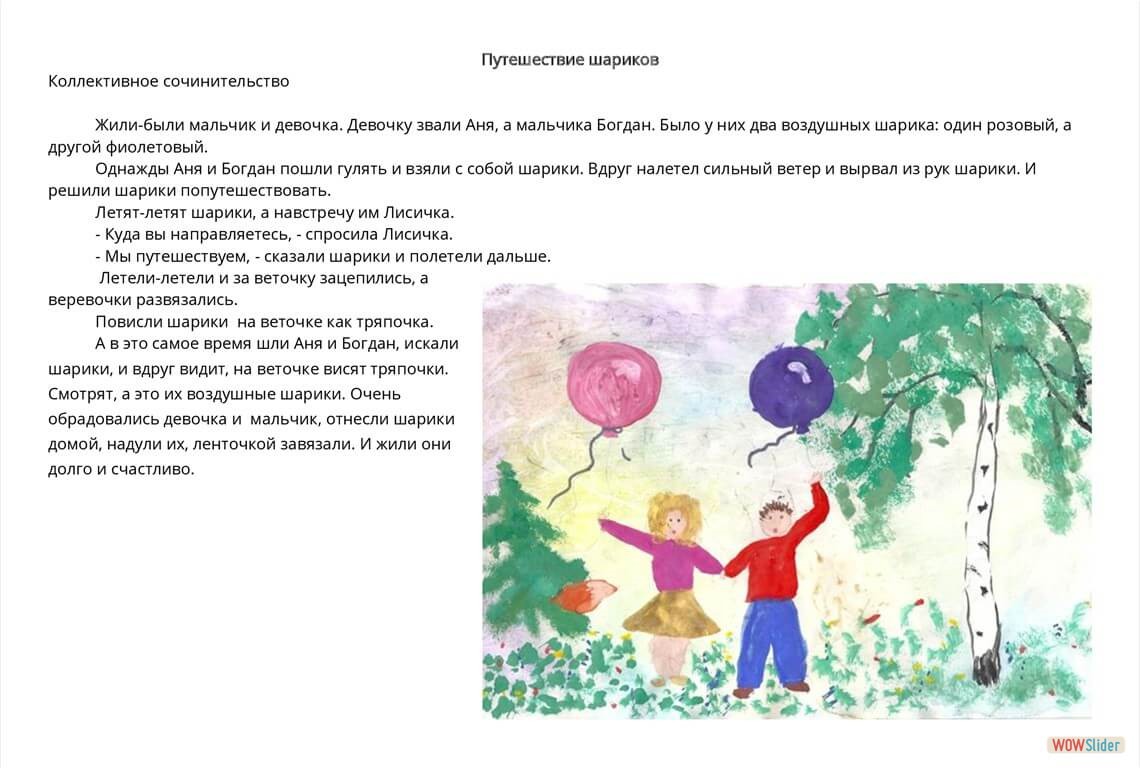 Путешествие шариков
Коллективное сочинительство
Жили-были мальчик и девочка. Девочку звали Аня, а мальчика Богдан. Было у них два воздушных шарика: один розовый, а
другой фиолетовый.
Однажды Аня и Богдан пошли гулять и взяли с собой шарики. Вдруг налетел сильный ветер и вырвал из рук шарики. И
решили шарики попутешествовать.
Летят-летят шарики, а навстречу им Лисичка.
- Куда вы направляетесь, - спросила Лисичка.
- Мы путешествуем, - сказали шарики и полетели дальше.
Летели-летели и за веточку зацепились, а
веревочки развязались.
Повисли шарики  на веточке как тряпочка.
А в это самое время шли Аня и Богдан, искали
шарики, и вдруг видит, на веточке висят тряпочки.
Смотрят, а это их воздушные шарики. Очень
обрадовались девочка и  мальчик, отнесли шарики
домой, надули их, ленточкой завязали. И жили они
долго и счастливо.
WOWSlider